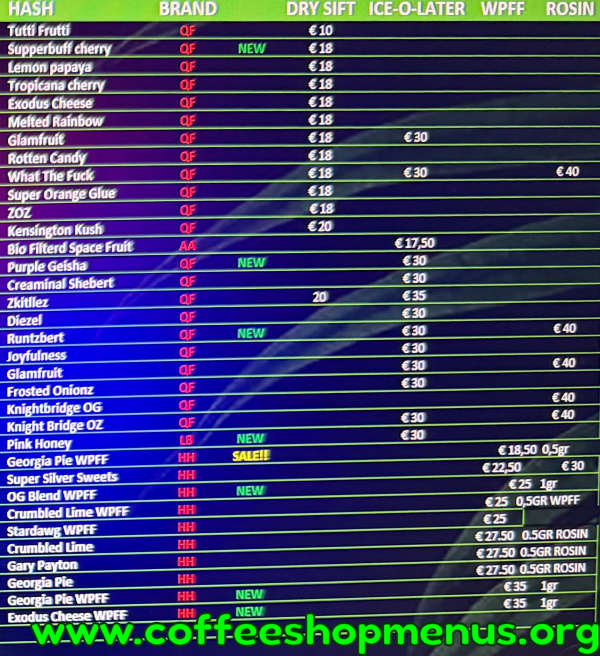 HASH BRAND DRY SIFT ICE-O-LATER WPFF ROSIN
Tutti Frutti QF €10
Supperbuff cherry QF NEW €18
Lemon papaya QF €18
Tropicana cherry QF €18
Exodus Cheese QF €18
Melted Rainbow QF €18
Glamfruit QF €18 €30
Rotten Candy QF €18
What The Fuck QF €18 €30 €40
Super Orange Glue QF €18
ZOZ QF €18
Kensington Kush QF €20
Bio Filterd Space Fruit AA €17,50
Purple Geisha QF NEW €30
Creaminal Shebert QF €30
Zkitllez QF 20 €35
Diezel QF €30
Runtzbert QF NEW €30 €40
Joyfulness QF €30
Glamfruit QF €30 €40
Frosted Onionz QF €30
Knightbridge OG QF €40
Knight Bridge OZ QF €30 €40
Pink Honey LB NEW €30
Georgia Pie WPFF HH SALE!! €18,50 0,5gr
Super Silver Sweets HH €22,50 €30
OG Blend WPFF HH NEW €25 1gr
Crumbled Lime WPFF HH €25 0,5GR WPFF
Stardawg WPFF HH €25
Crumbled Lime HH €27.50 0.5GR ROSIN
Gary Payton HH €27.50 0.5GR ROSIN
Georgia Pie HH €27.50 0.5GR ROSIN
Georgia Pie WPFF HH NEW €35 1gr
Exodus Cheese WPFF HH NEW €35 1gr
www.coffeeshopmenus.org